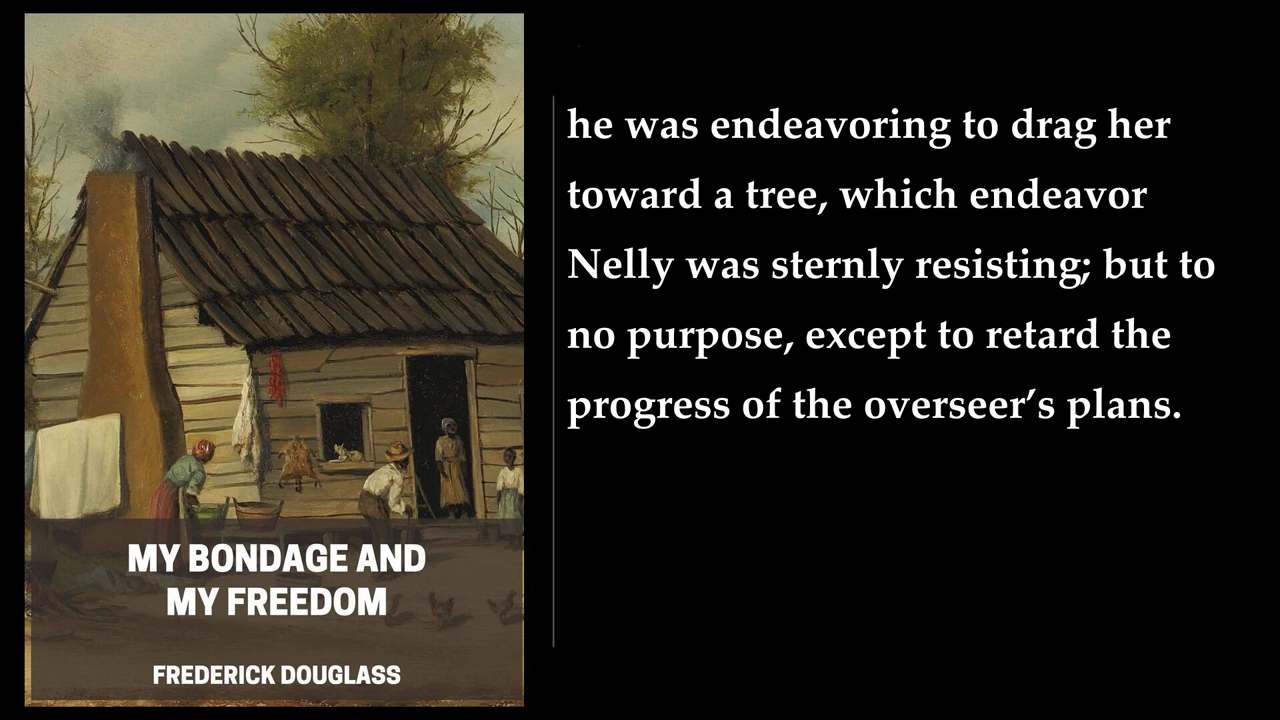 he was endeavoring to drag her
toward a tree, which endeavor
Nelly was sternly resisting; but to
no purpose, except to retard the
progress of the overseer’s plans.
MY BONDAGE AND
MY FREEDOM
FREDERICK DOUGLASS